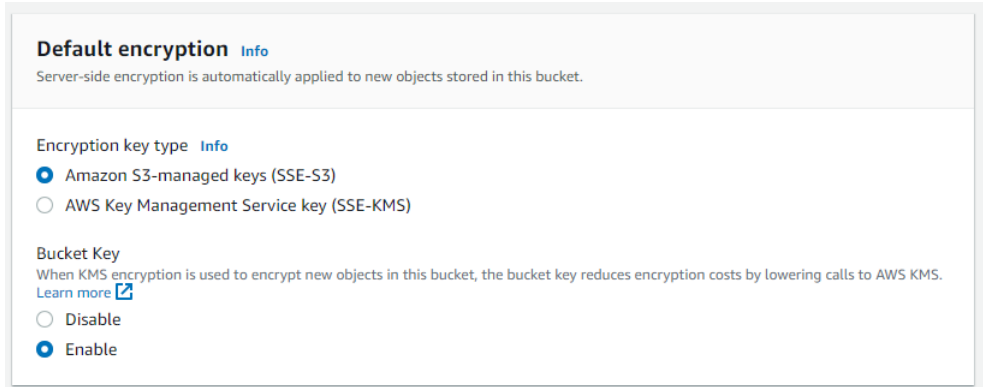 Default encryption Info
Server-side encryption is automatically applied to new objects stored in this bucket.
Encryption key type Info
Amazon S3-managed keys (SSE-S3)
AWS Key Management Service key (SSE-KMS)
Bucket Key
When KMS encryption is used to encrypt new objects in this bucket, the bucket key reduces encryption costs by lowering calls to AWS KMS.
Learn more
Disable
Enable